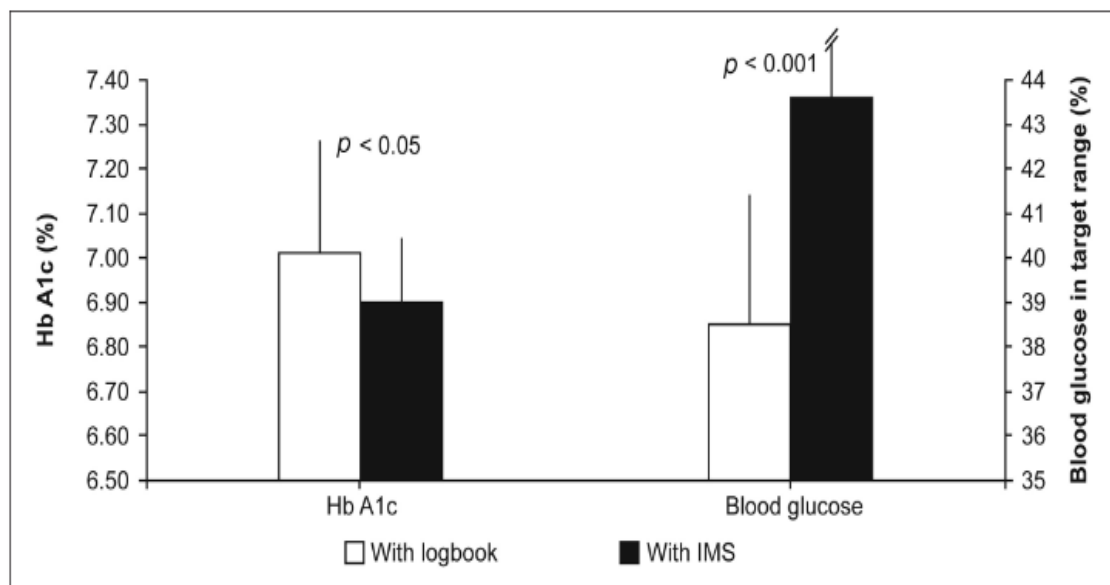 p < 0.001
p < 0.05
Hb A1c (%)
7.40
7.30
7.20
7.10
7.00
6.90
6.80
6.70
6.60
6.50
44
43
42
41
40
39
38
37
36
35
Blood glucose in target range (%)
Hb A1c
Blood glucose
With logbook
With IMS